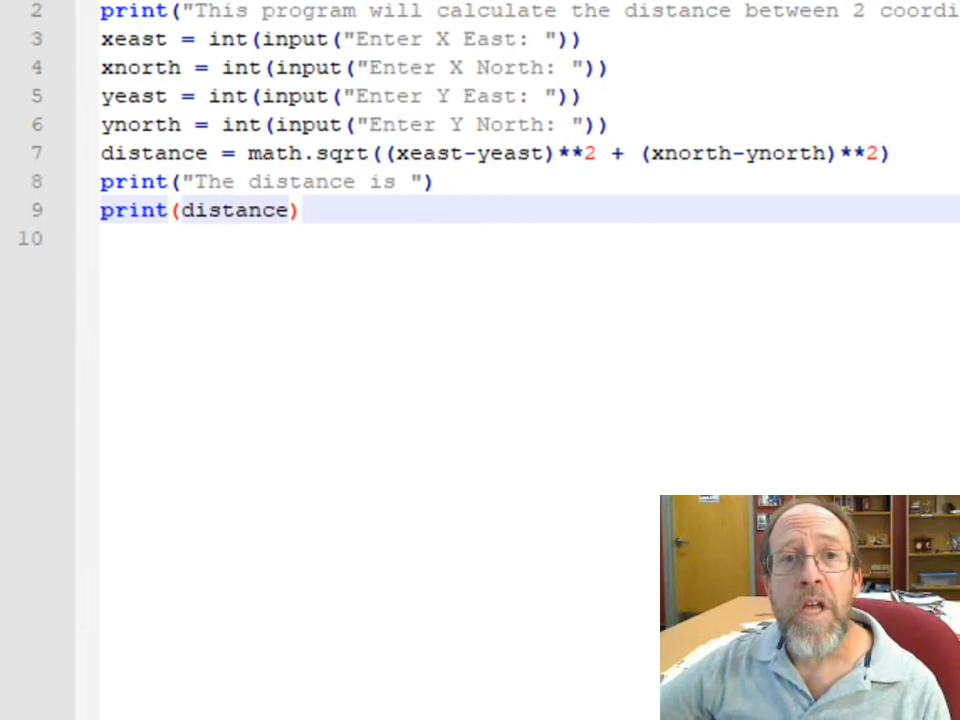 2 print("This program will calculate the distance between 2 coordi
3 xeast = int(input("Enter X East: "))
4 xnorth = int(input("Enter X North: "))
5 yeast = int(input("Enter Y East: "))
6 ynorth = int(input("Enter Y North: "))
7 distance = math.sqrt((xeast-yeast)**2 + (xnorth-ynorth)**2)
8 print("The distance is ")
9 print(distance)
10